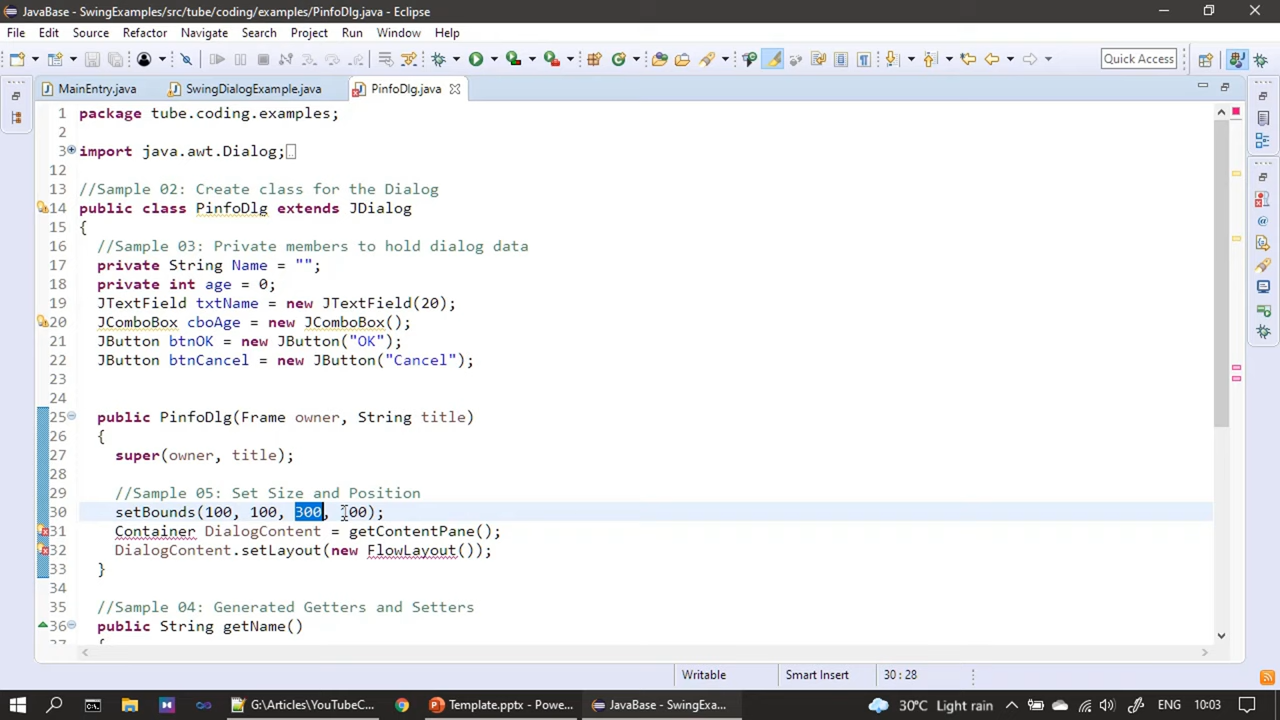 JavaBase - SwingExamples/src/tube/coding/examples/PinfoDlg.java - Eclipse
File Edit Source Refactor Navigate Search Project Run Window Help
Quick Access
MainEntry.java SwingDialogExample.java PinfoDlg.java
1 package tube.coding.examples;
2
3 import java.awt.Dialog;
12
13 //Sample 02: Create class for the Dialog
14 public class PinfoDlg extends JDialog
15 {
16 //Sample 03: Private members to hold dialog data
17 private String Name = "";
18 private int age = 0;
19 JTextField txtName = new JTextField(20);
20 JComboBox cboAge = new JComboBox();
21 JButton btnOK = new JButton("OK");
22 JButton btnCancel = new JButton("Cancel");
23
24
25 public PinfoDlg(Frame owner, String title)
26 {
27 super(owner, title);
28
29 //Sample 05: Set Size and Position
30 setBounds(100, 100, 300, 00);
31 Container DialogContent = getContentPane();
32 DialogContent.setLayout(new FlowLayout());
33 }
34
35 //Sample 04: Generated Getters and Setters
36 public String getName()
37 {
Writable Smart Insert 30 : 28
G:\Articles\YouTubeC... Template.pptx - Powe... JavaBase - SwingExa... 30°C Light rain ENG 10:03